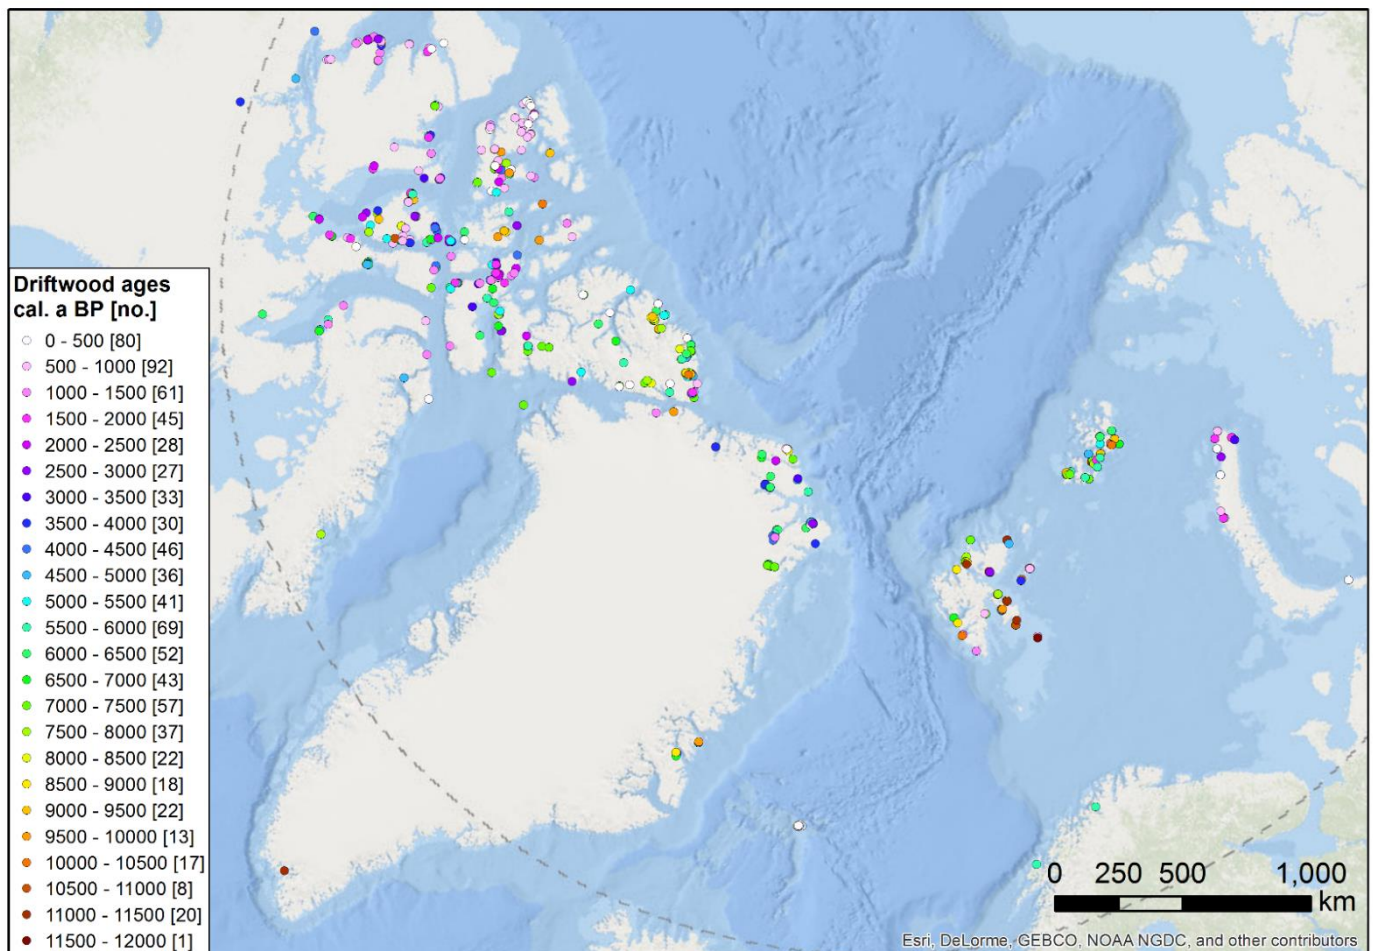 Driftwood ages
cal. a BP [no.]
0 - 500 [80]
500 - 1000 [92]
1000 - 1500 [61]
1500 - 2000 [45]
2000 - 2500 [28]
2500 - 3000 [27]
3000 - 3500 [33]
3500 - 4000 [30]
4000 - 4500 [46]
4500 - 5000 [36]
5000 - 5500 [41]
5500 - 6000 [69]
6000 - 6500 [52]
6500 - 7000 [43]
7000 - 7500 [57]
7500 - 8000 [37]
8000 - 8500 [22]
8500 - 9000 [18]
9000 - 9500 [22]
9500 - 10000 [13]
10000 - 10500 [17]
10500 - 11000 [8]
11000 - 11500 [20]
11500 - 12000 [1]
0 250 500 1,000
km
Esri, DeLorme, GEBCO, NOAA NGDC, and other contributors